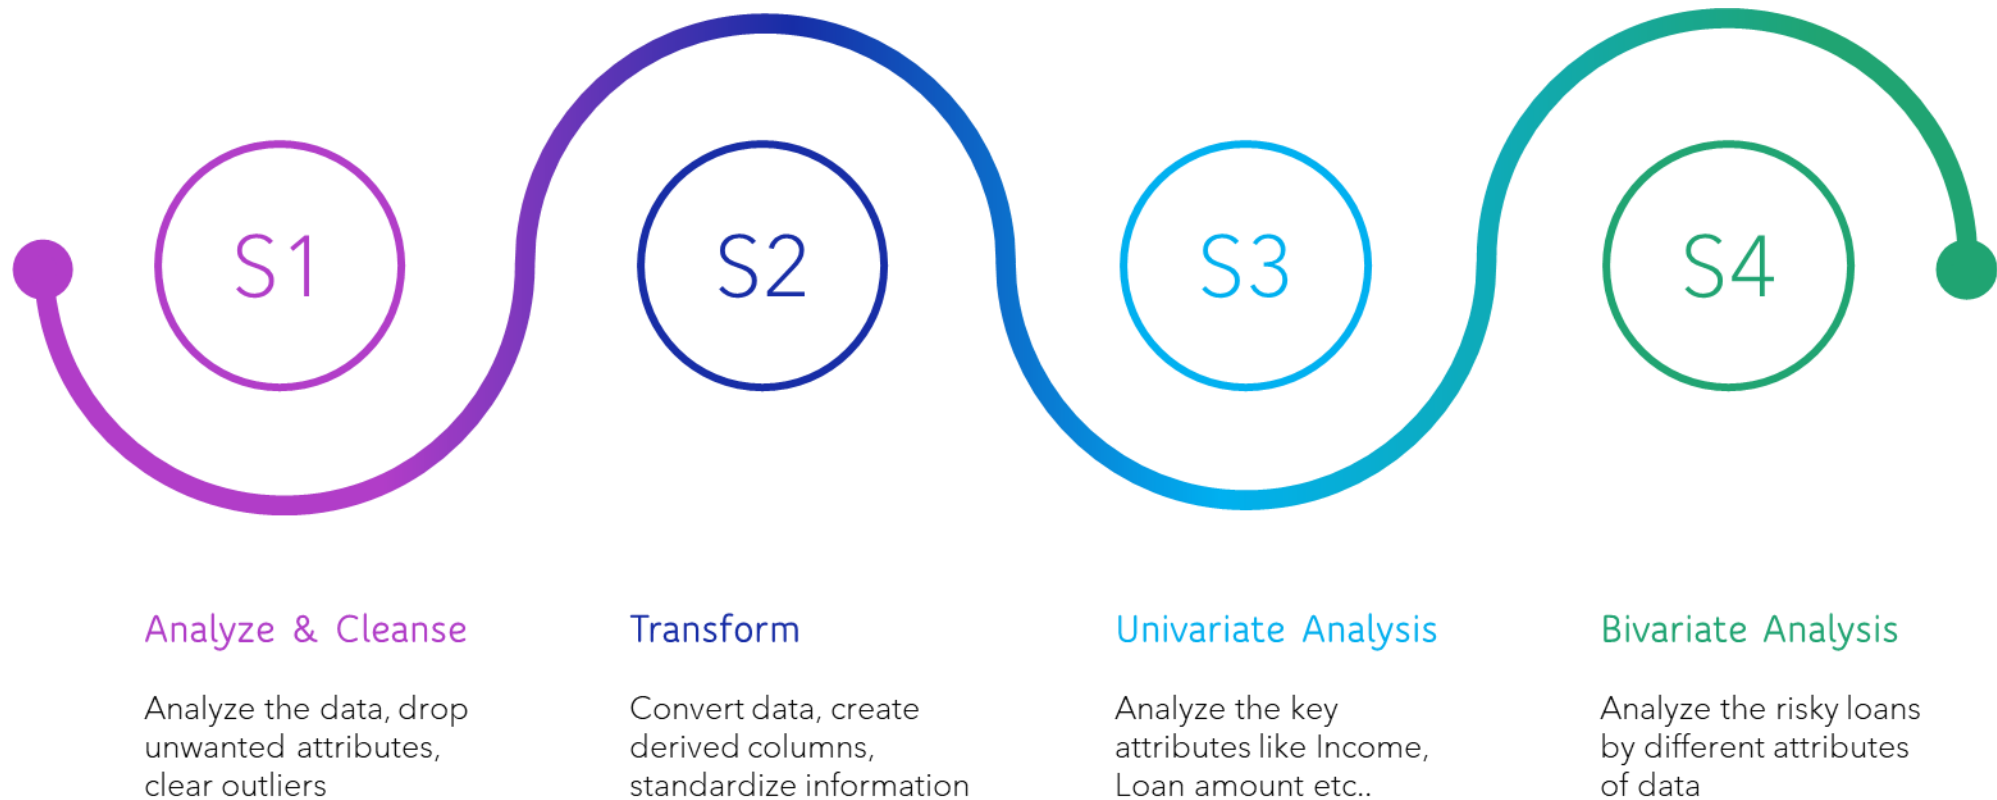 S1
S2
S3
S4
Analyze & Cleanse
Analyze the data, drop
unwanted attributes,
clear outliers
Transform
Convert data, create
derived columns,
standardize information
Univariate Analysis
Analyze the key
attributes like Income,
Loan amount etc..
Bivariate Analysis
Analyze the risky loans
by different attributes
of data